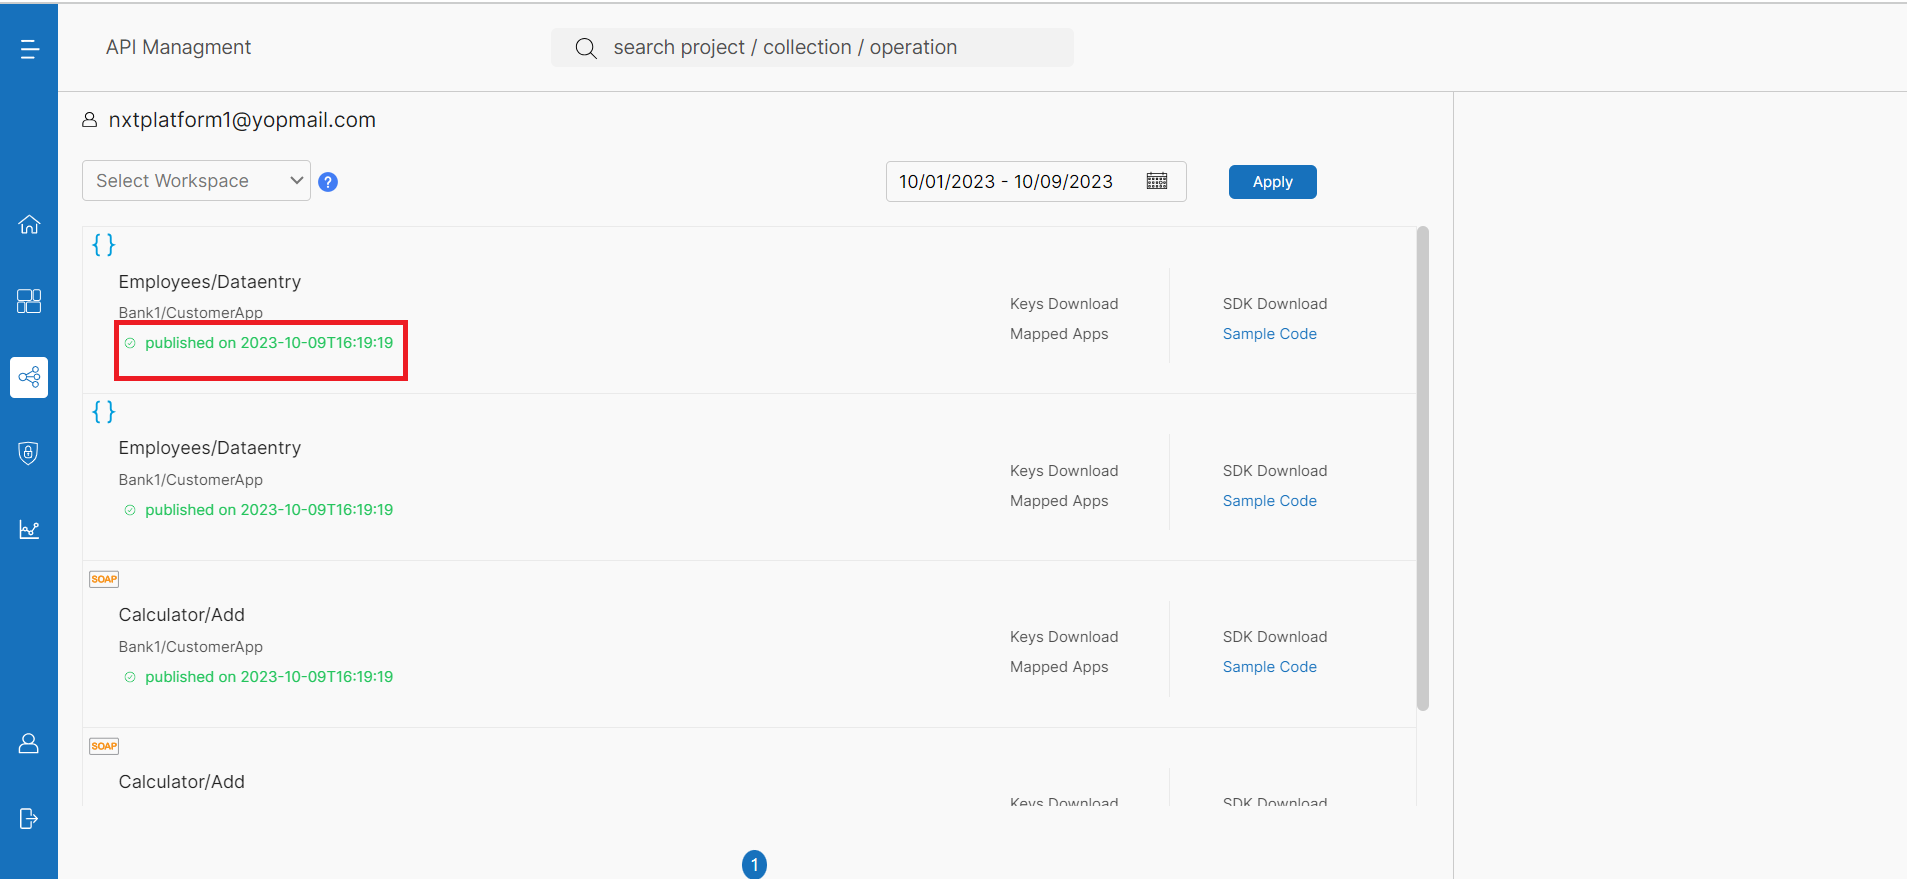 API Managment
search project / collection / operation
nxtplatform1@yopmail.com
Select Workspace
?
10/01/2023 - 10/09/2023
Apply
{ }
Employees/Dataentry
Bank1/CustomerApp
published on 2023-10-09T16:19:19
Keys Download
Mapped Apps
SDK Download
Sample Code
{ }
Employees/Dataentry
Bank1/CustomerApp
published on 2023-10-09T16:19:19
Keys Download
Mapped Apps
SDK Download
Sample Code
SOAP
Calculator/Add
Bank1/CustomerApp
published on 2023-10-09T16:19:19
Keys Download
Mapped Apps
SDK Download
Sample Code
SOAP
Calculator/Add
Keys Download
SDK Download
1